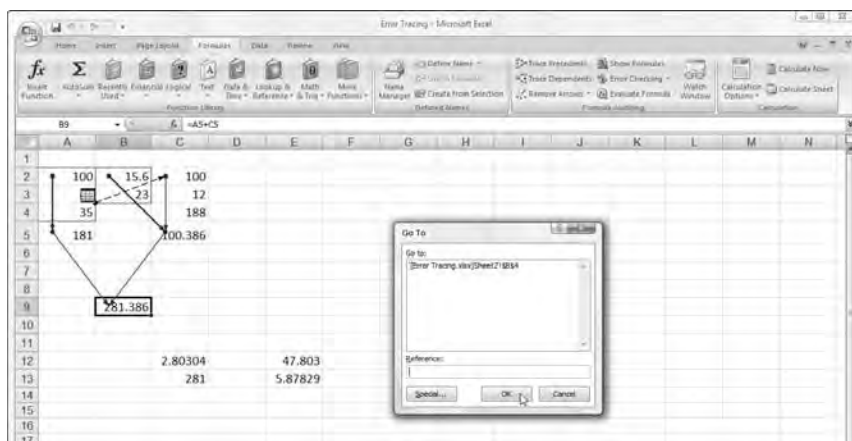 Error Tracing - Microsoft Excel
Home Insert Page Layout Formulas Data Review View
Insert Function
AutoSum
Recently Used
Financial
Logical
Text
Date & Time
Lookup & Reference
Math & Trig
More Functions
Function Library
Name Manager
Define Name
Create from Selection
Defined Names
Trace Precedents
Trace Dependents
Remove Arrows
Show Formulas
Error Checking
Evaluate Formula
Watch Window
Formula Auditing
Calculation Options
Calculate Now
Calculate Sheet
Calculation
B9 fx =A5+C5
A B C D E F G H I J K L M N
1
2 100 15.6 100
3 23 12
4 35 188
5 181 100.386
6
7
8
9 281.386
10
11
12 2.80304 47.803
13 281 5.87829
14
15
16
17
Go To
Go to:
'[Error Tracing.xlsx]Sheet2'!$B$4
Reference:
Special...
OK
Cancel